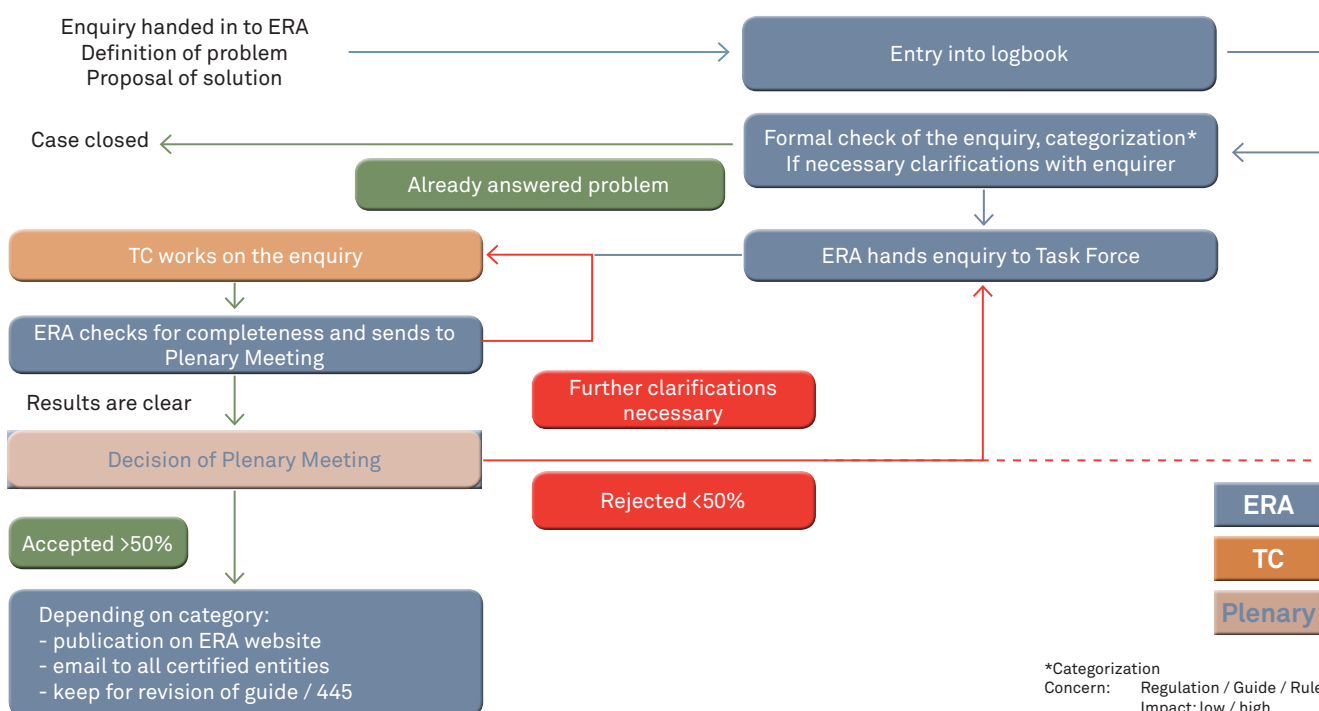 Enquiry handed in to ERA
Definition of problem
Proposal of solution
Entry into logbook
Case closed
Formal check of the enquiry, categorization*
If necessary clarifications with enquirer
Already answered problem
TC works on the enquiry
ERA hands enquiry to Task Force
ERA checks for completeness and sends to
Plenary Meeting
Further clarifications
necessary
Results are clear
Decision of Plenary Meeting
Rejected <50%
ERA
Accepted >50%
TC
Depending on category:
- publication on ERA website
- email to all certified entities
- keep for revision of guide / 445
Plenary
*Categorization
Concern: Regulation / Guide / Rule
Impact: low / high